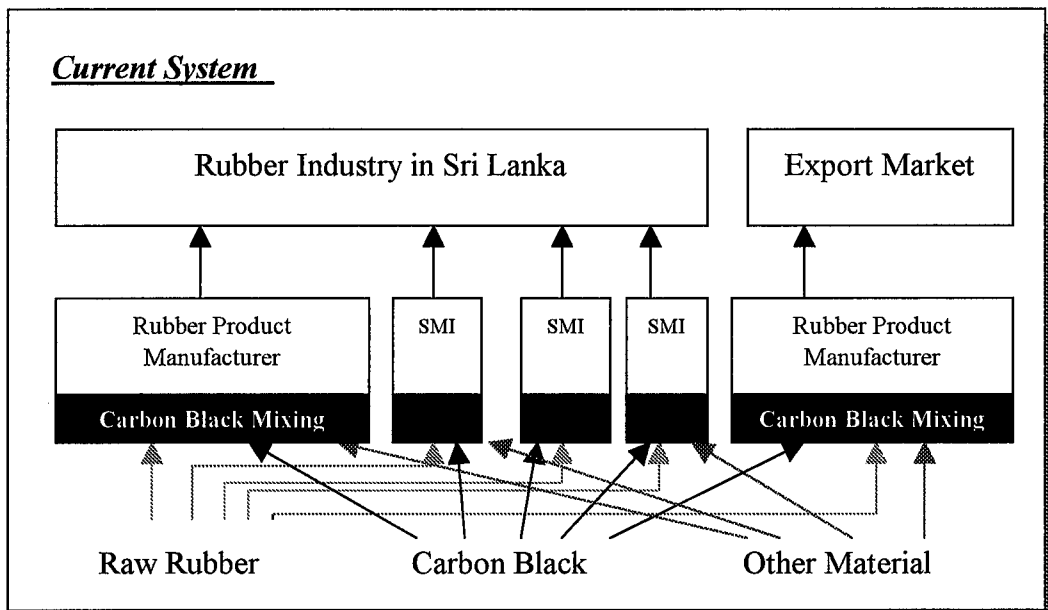 Current System
Rubber Industry in Sri Lanka
Export Market
Rubber Product
Manufacturer
SMI
SMI
SMI
Rubber Product
Manufacturer
Carbon Black Mixing
Carbon Black Mixing
Raw Rubber
Carbon Black
Other Material